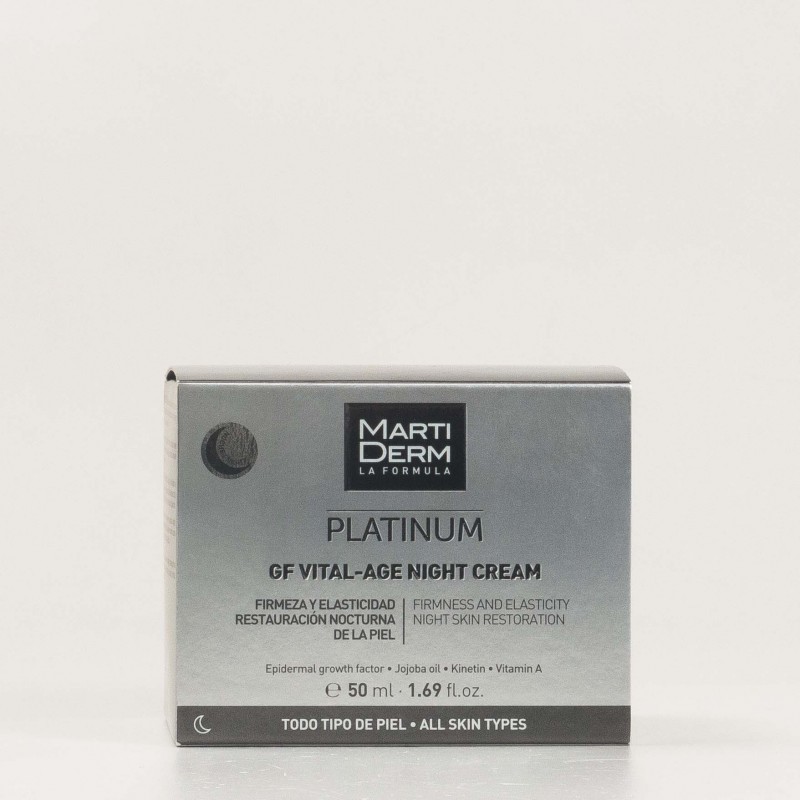 MARTI
DERM
LA FORMULA
PLATINUM
GF VITAL-AGE NIGHT CREAM
FIRMEZA Y ELASTICIDAD
RESTAURACIÓN NOCTURNA
DE LA PIEL
FIRMNESS AND ELASTICITY
NIGHT SKIN RESTORATION
Epidermal growth factor • Jojoba oil • Kinetin • Vitamin A
℮ 50 ml · 1.69 fl.oz.
TODO TIPO DE PIEL • ALL SKIN TYPES